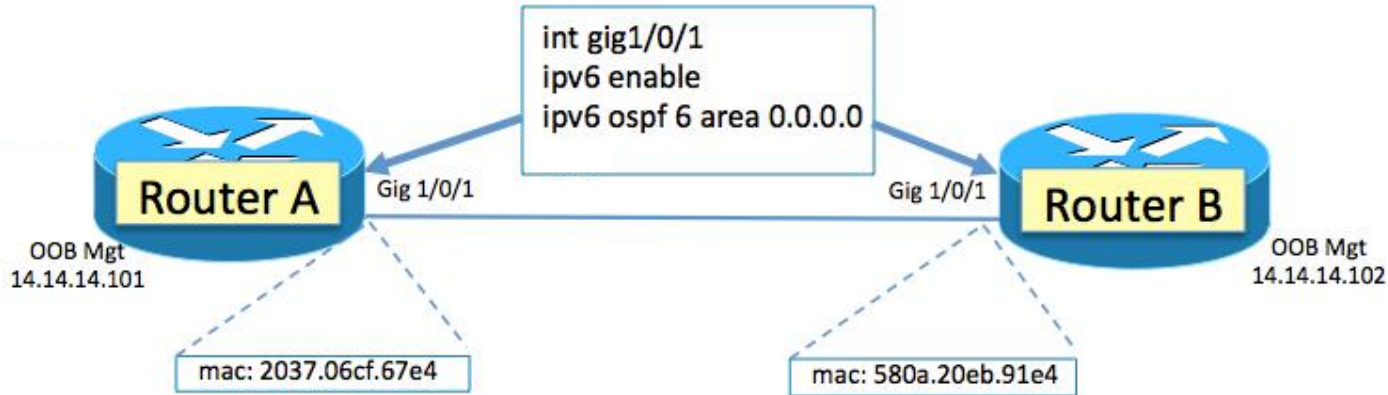 int gig1/0/1
ipv6 enable
ipv6 ospf 6 area 0.0.0.0
Router A
Gig 1/0/1
Gig 1/0/1
Router B
OOB Mgt
14.14.14.101
OOB Mgt
14.14.14.102
mac: 2037.06cf.67e4
mac: 580a.20eb.91e4